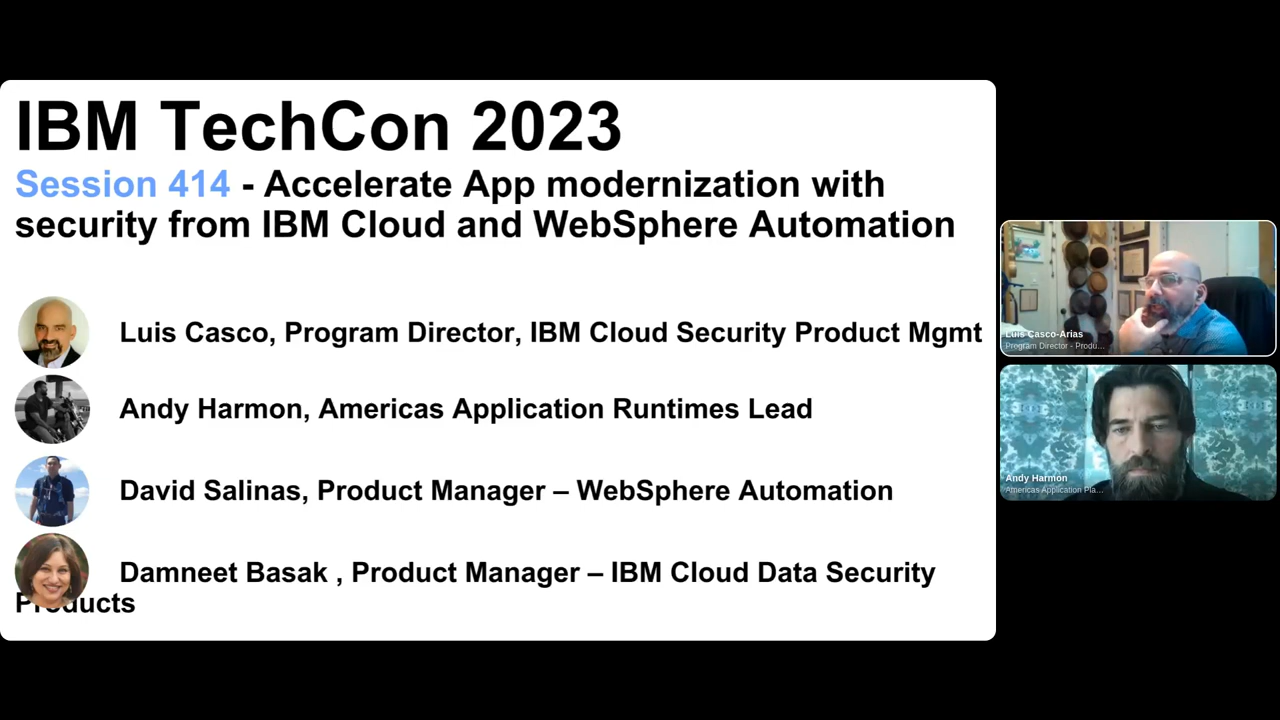 IBM TechCon 2023
Session 414 - Accelerate App modernization with
security from IBM Cloud and WebSphere Automation
Luis Casco, Program Director, IBM Cloud Security Product Mgmt
Andy Harmon, Americas Application Runtimes Lead
David Salinas, Product Manager – WebSphere Automation
Damneet Basak , Product Manager – IBM Cloud Data Security
Products
Luis Casco-Arias
Program Director - Produ...
Andy Harmon
Americas Application Pla...